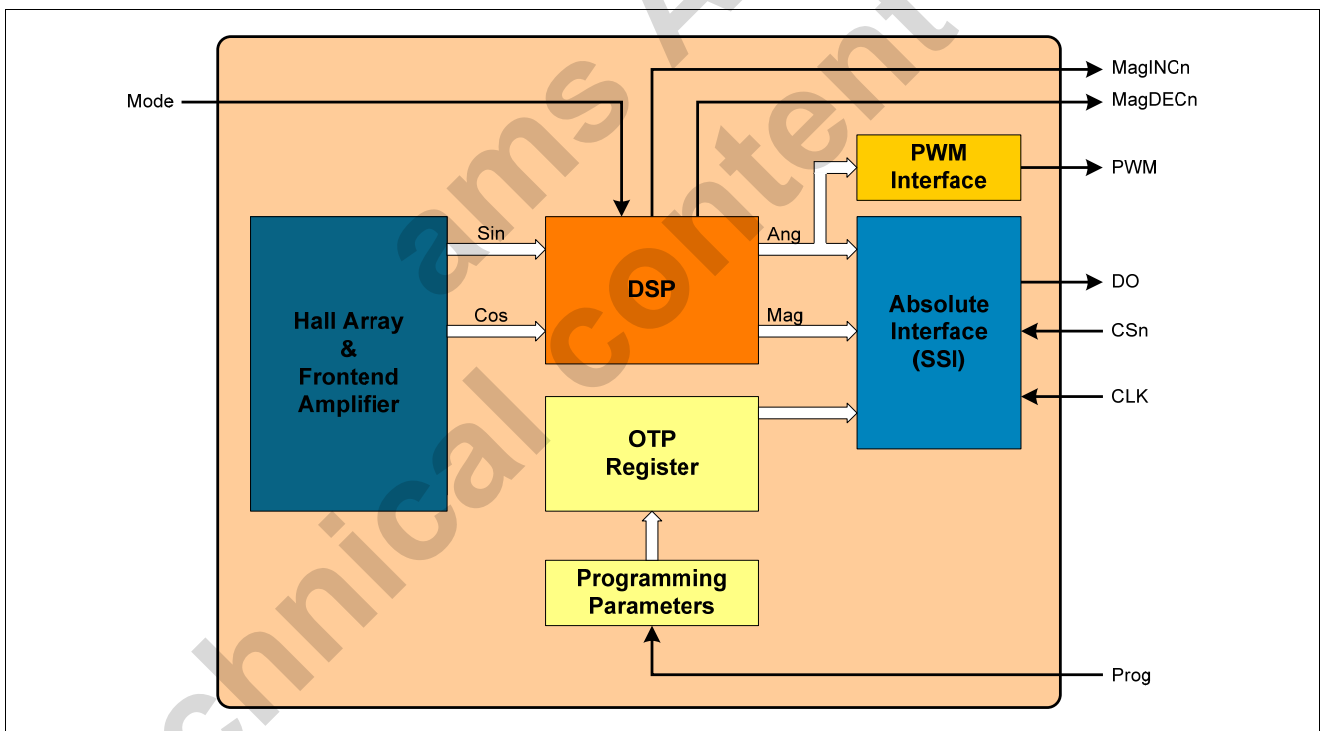 MagINCn
Mode
MagDECn
PWM
Interface
PWM
Sin
Ang
Hall Array
&
Frontend
Amplifier
DSP
Cos
Mag
Absolute
Interface
(SSI)
DO
CSn
CLK
OTP
Register
Programming
Parameters
Prog
ams A
chnical content